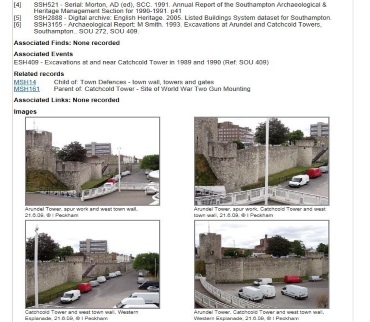 [4] SSH521 - Serial: Morton, AD (ed), SCC. 1991. Annual Report of the Southampton Archaeological &
Heritage Management Section for 1990-1991. p41
[5] SSH2888 - Digital archive: English Heritage. 2005. Listed Buildings System dataset for Southampton.
[6] SSH3155 - Archaeological Report: M Smith. 1993. Excavations at Arundel and Catchcold Towers,
Southampton. SOU 272, SOU 409.
Associated Finds: None recorded
Associated Events
ESH409 - Excavations at and near Catchcold Tower in 1989 and 1990 (Ref: SOU 409)
Related records
MSH14 Child of: Town Defences - town wall, towers and gates
MSH161 Parent of: Catchcold Tower - Site of World War Two Gun Mounting
Associated Links: None recorded
Images
Arundel Tower, spur work and west town wall,
21.6.09, © I Peckham
Arundel Tower, spur work, Catchcold Tower and west
town wall, 21.6.09, © I Peckham
Catchcold Tower and west town wall, Western
Esplanade, 21.6.09, © I Peckham
Arundel Tower, Catchcold Tower and west town wall,
Western Esplanade, 21.6.09, © I Peckham